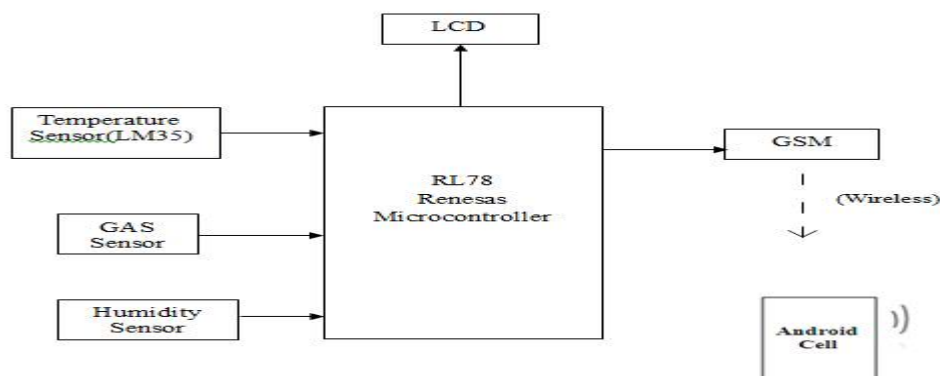 LCD
Temperature
Sensor(LM35)
GSM
RL78
Renesas
Microcontroller
(Wireless)
GAS
Sensor
Humidity
Sensor
Android
Cell